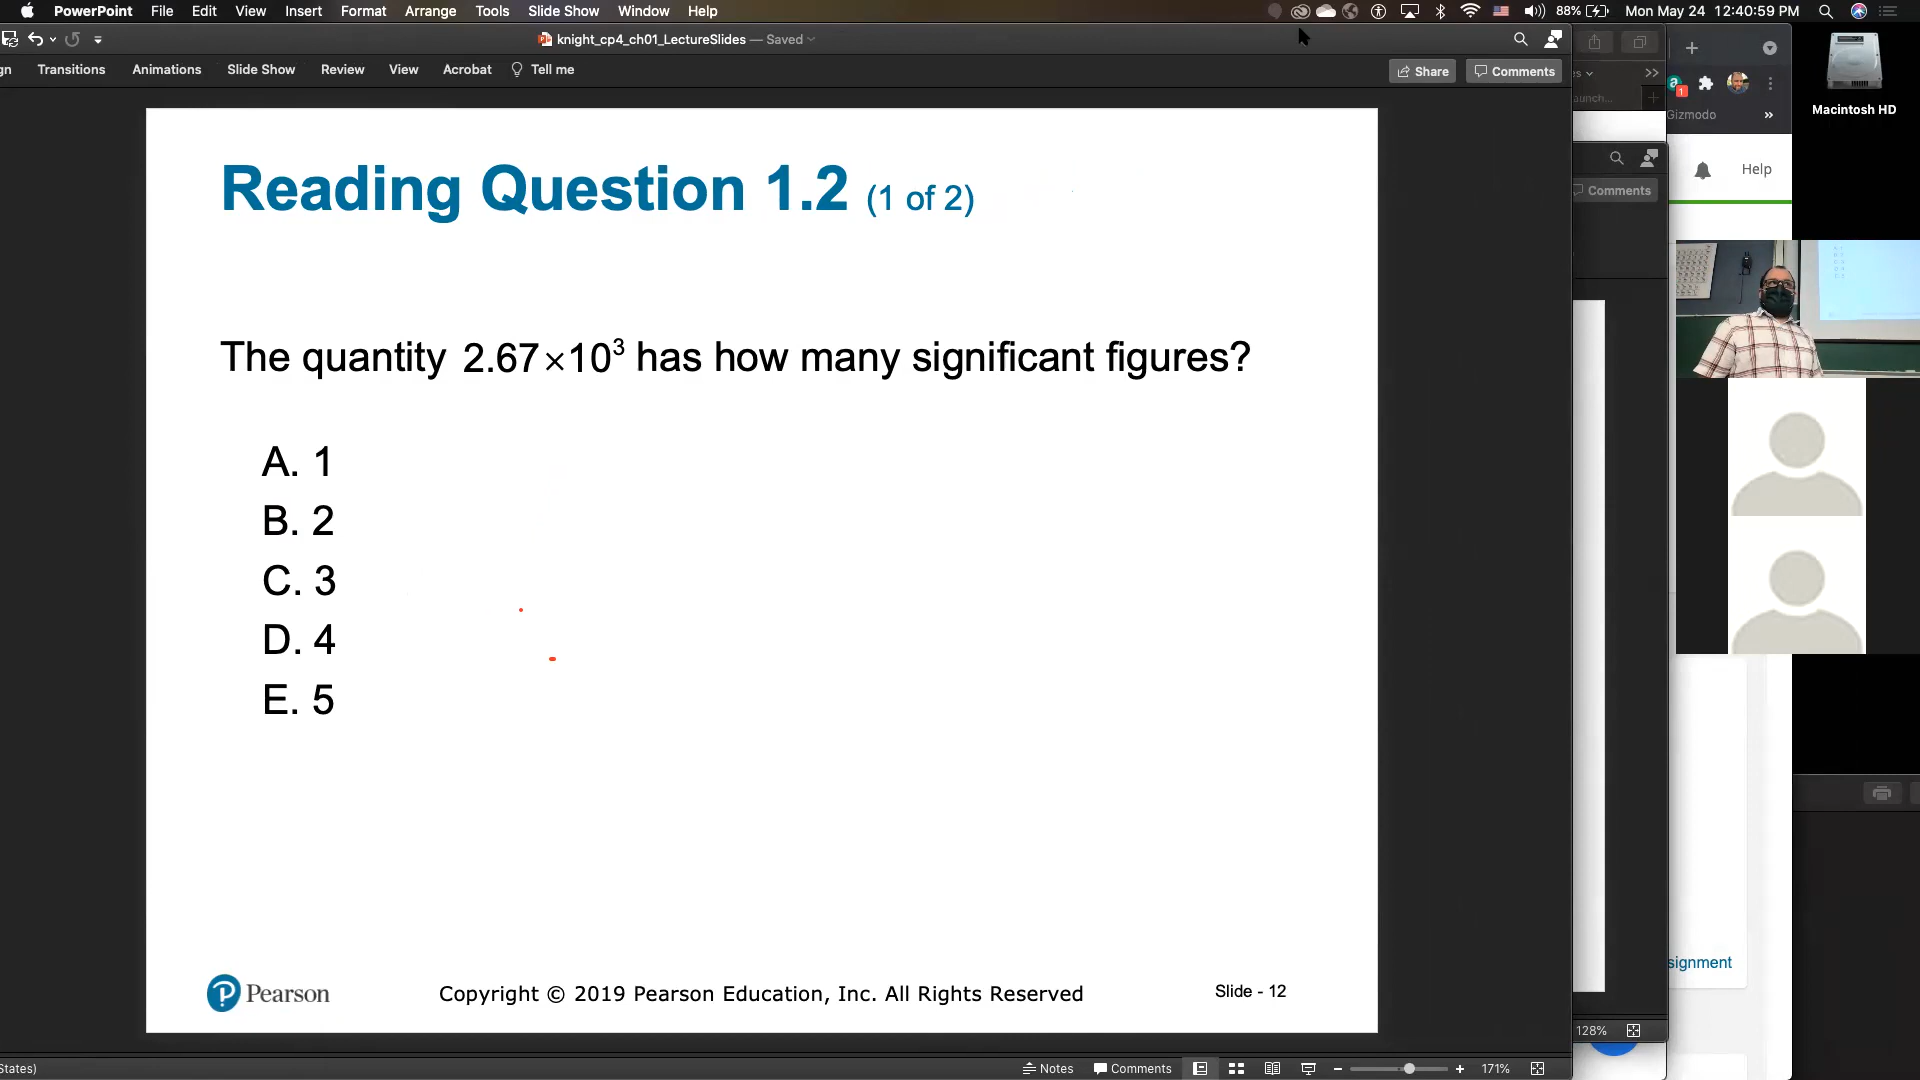 PowerPoint File Edit View Insert Format Arrange Tools Slide Show Window Help 88% Mon May 24 12:40:59 PM
knight_cp4_ch01_LectureSlides — Saved
gn Transitions Animations Slide Show Review View Acrobat Tell me Share Comments
Gizmodo
Macintosh HD
Help
Comments
Reading Question 1.2 (1 of 2)
The quantity 2.67×10³ has how many significant figures?
A. 1
B. 2
C. 3
D. 4
E. 5
signment
Pearson
Copyright © 2019 Pearson Education, Inc. All Rights Reserved
Slide - 12
128%
States) Notes Comments 171%